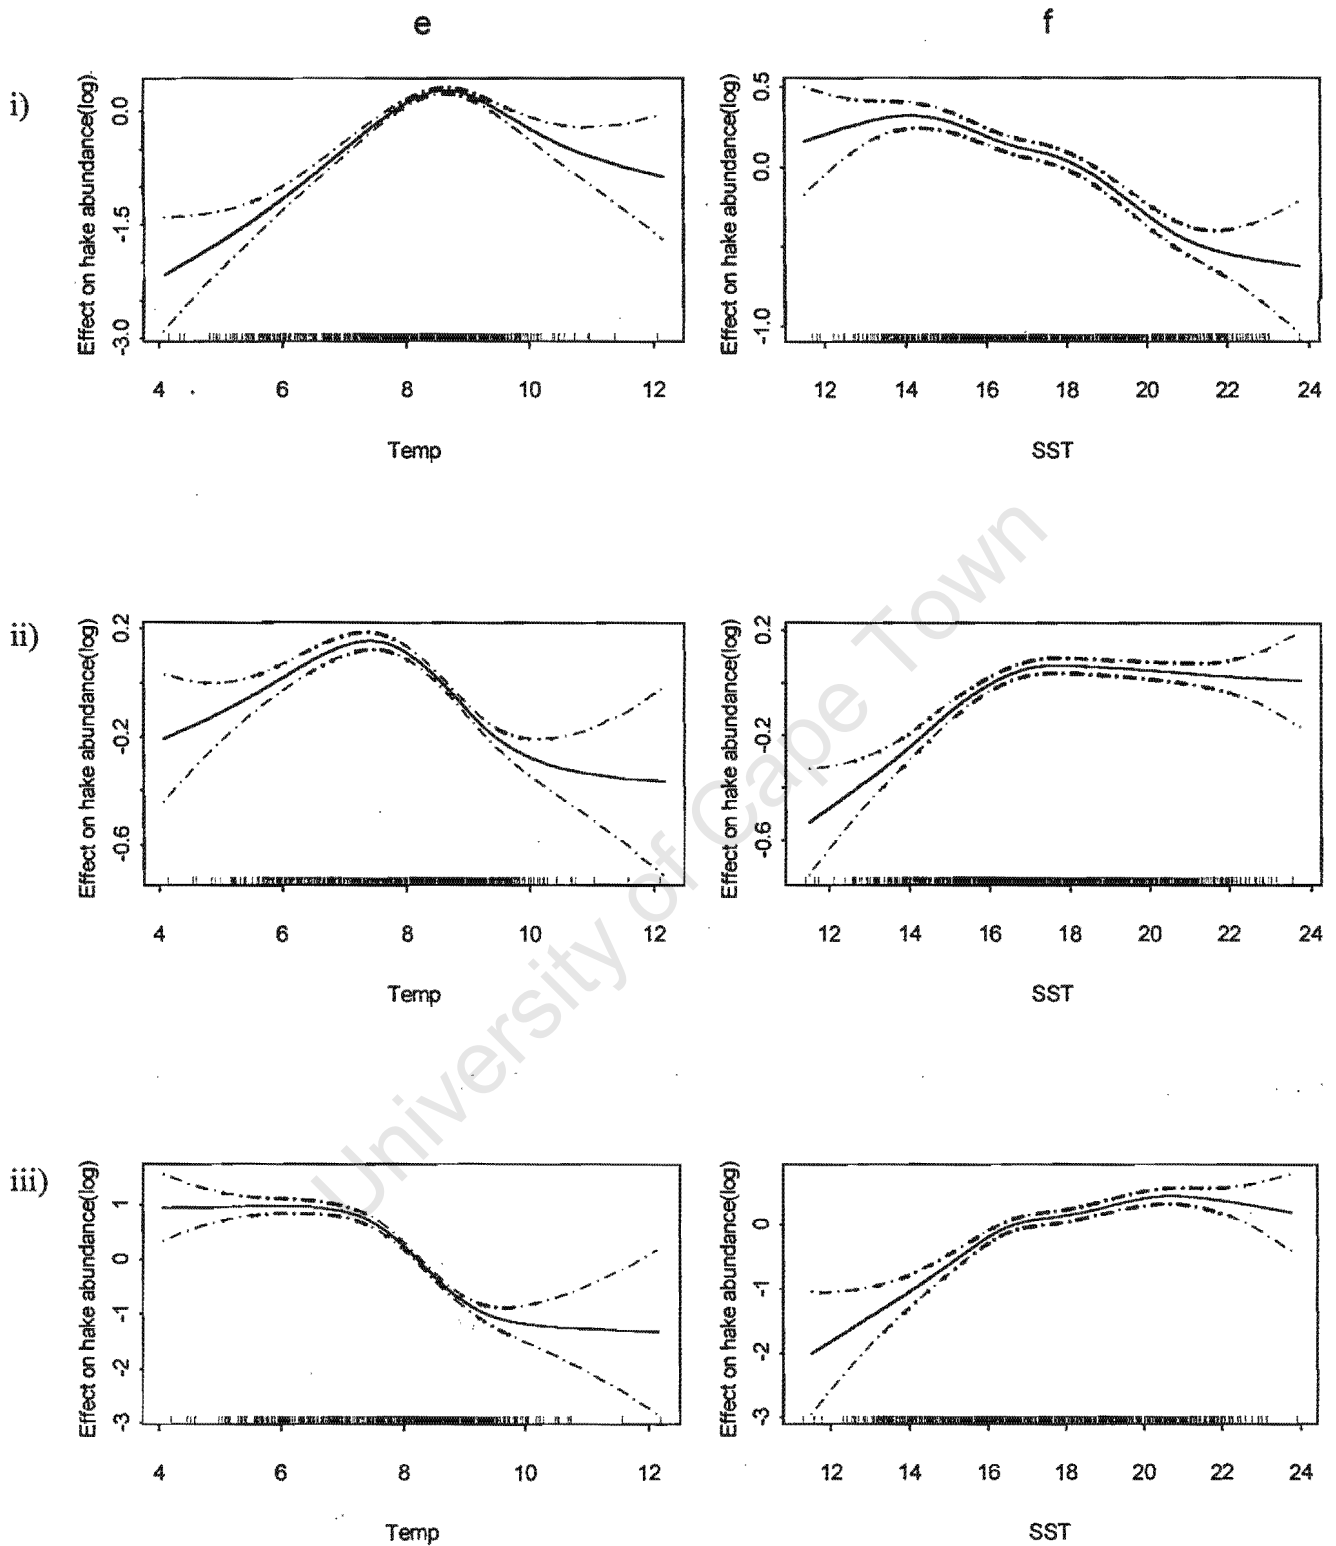 e
f
i)
Effect on hake abundance(log)
0.0
-1.5
-3.0
4 6 8 10 12
Temp
Effect on hake abundance(log)
0.5
0.0
-1.0
12 14 16 18 20 22 24
SST
ii)
Effect on hake abundance(log)
0.2
-0.2
-0.6
4 6 8 10 12
Temp
Effect on hake abundance(log)
0.2
-0.2
-0.6
12 14 16 18 20 22 24
SST
iii)
Effect on hake abundance(log)
1
0
-1
-2
-3
4 6 8 10 12
Temp
Effect on hake abundance(log)
0
-1
-2
-3
12 14 16 18 20 22 24
SST
University of Cape Town